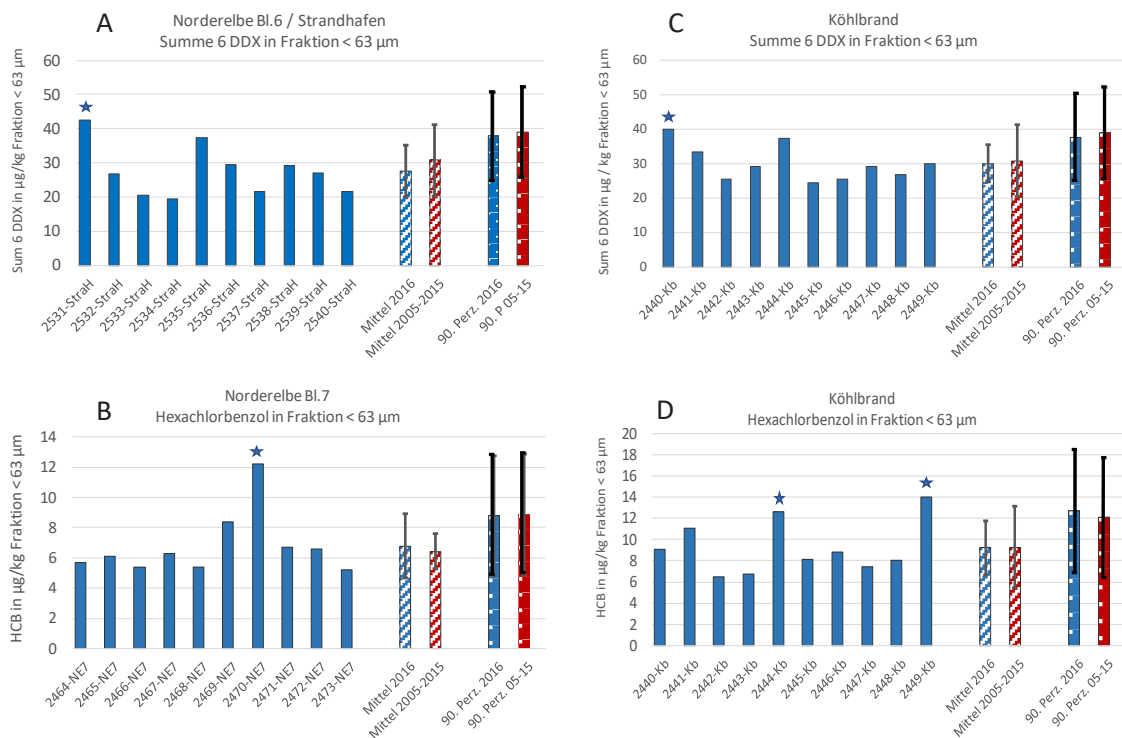 A
Norderelbe Bl.6 / Strandhafen
Summe 6 DDX in Fraktion < 63 µm
Sum 6 DDX in µg/kg Fraktion < 63 µm
60
50
40
30
20
10
0
2531-StraH
2532-StraH
2533-StraH
2534-StraH
2535-StraH
2536-StraH
2537-StraH
2538-StraH
2539-StraH
2540-StraH
Mittel 2016
Mittel 2005-2015
90. Perz. 2016
90. P 05-15
C
Köhlbrand
Summe 6 DDX in Fraktion < 63 µm
Sum 6 DDX in µg / kg Fraktion < 63 µm
60
50
40
30
20
10
0
2440-Kb
2441-Kb
2442-Kb
2443-Kb
2444-Kb
2445-Kb
2446-Kb
2447-Kb
2448-Kb
2449-Kb
Mittel 2016
Mittel 2005-2015
90. Perz. 2016
90. Perz. 05-15
B
Norderelbe Bl.7
Hexachlorbenzol in Fraktion < 63 µm
HCB in µg/kg Fraktion < 63 µm
14
12
10
8
6
4
2
0
2464-NE7
2465-NE7
2466-NE7
2467-NE7
2468-NE7
2469-NE7
2470-NE7
2471-NE7
2472-NE7
2473-NE7
Mittel 2016
Mittel 2005-2015
90. Perz. 2016
90. Perz. 05-15
D
Köhlbrand
Hexachlorbenzol in Fraktion < 63 µm
HCB in µg/kg Fraktion < 63 µm
20
18
16
14
12
10
8
6
4
2
0
2440-Kb
2441-Kb
2442-Kb
2443-Kb
2444-Kb
2445-Kb
2446-Kb
2447-Kb
2448-Kb
2449-Kb
Mittel 2016
Mittel 2005-2015
90. Perz. 2016
90. Perz. 05-15